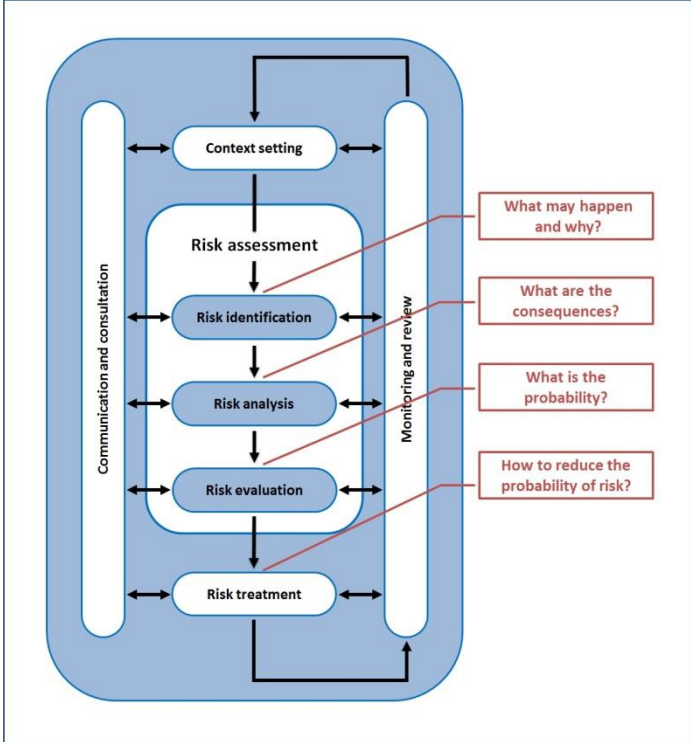 Context setting
Risk assessment
Risk identification
Risk analysis
Risk evaluation
Risk treatment
Communication and consultation
Monitoring and review
What may happen
and why?
What are the
consequences?
What is the
probability?
How to reduce the
probability of risk?